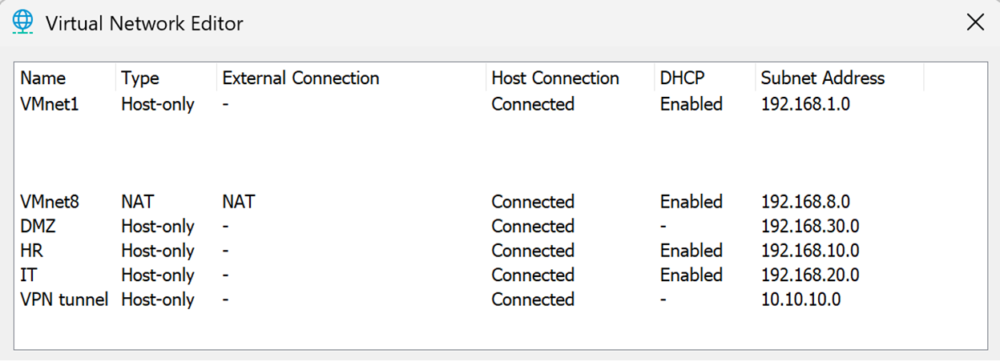 Virtual Network Editor
Name Type External Connection Host Connection DHCP Subnet Address
VMnet1 Host-only - Connected Enabled 192.168.1.0
VMnet8 NAT NAT Connected Enabled 192.168.8.0
DMZ Host-only - Connected - 192.168.30.0
HR Host-only - Connected Enabled 192.168.10.0
IT Host-only - Connected Enabled 192.168.20.0
VPN tunnel Host-only - Connected - 10.10.10.0